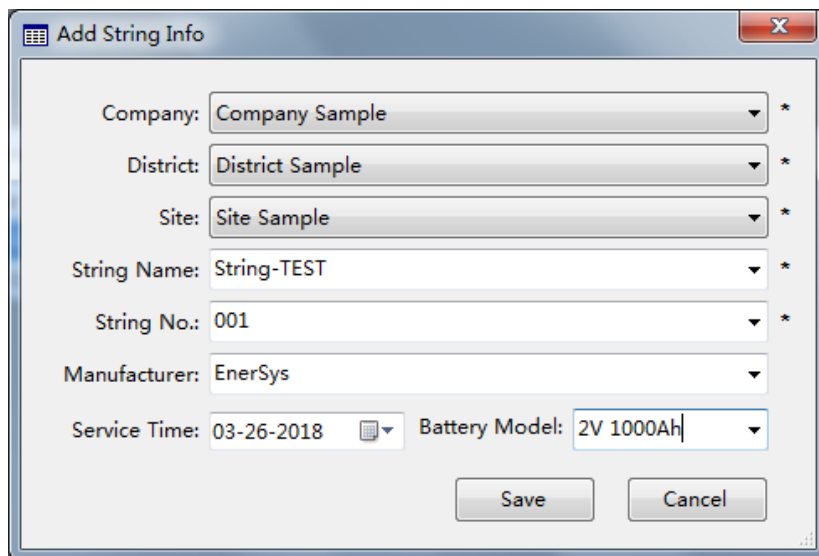 Add String Info
Company: Company Sample *
District: District Sample *
Site: Site Sample *
String Name: String-TEST *
String No.: 001 *
Manufacturer: EnerSys
Service Time: 03-26-2018 Battery Model: 2V 1000Ah
Save Cancel